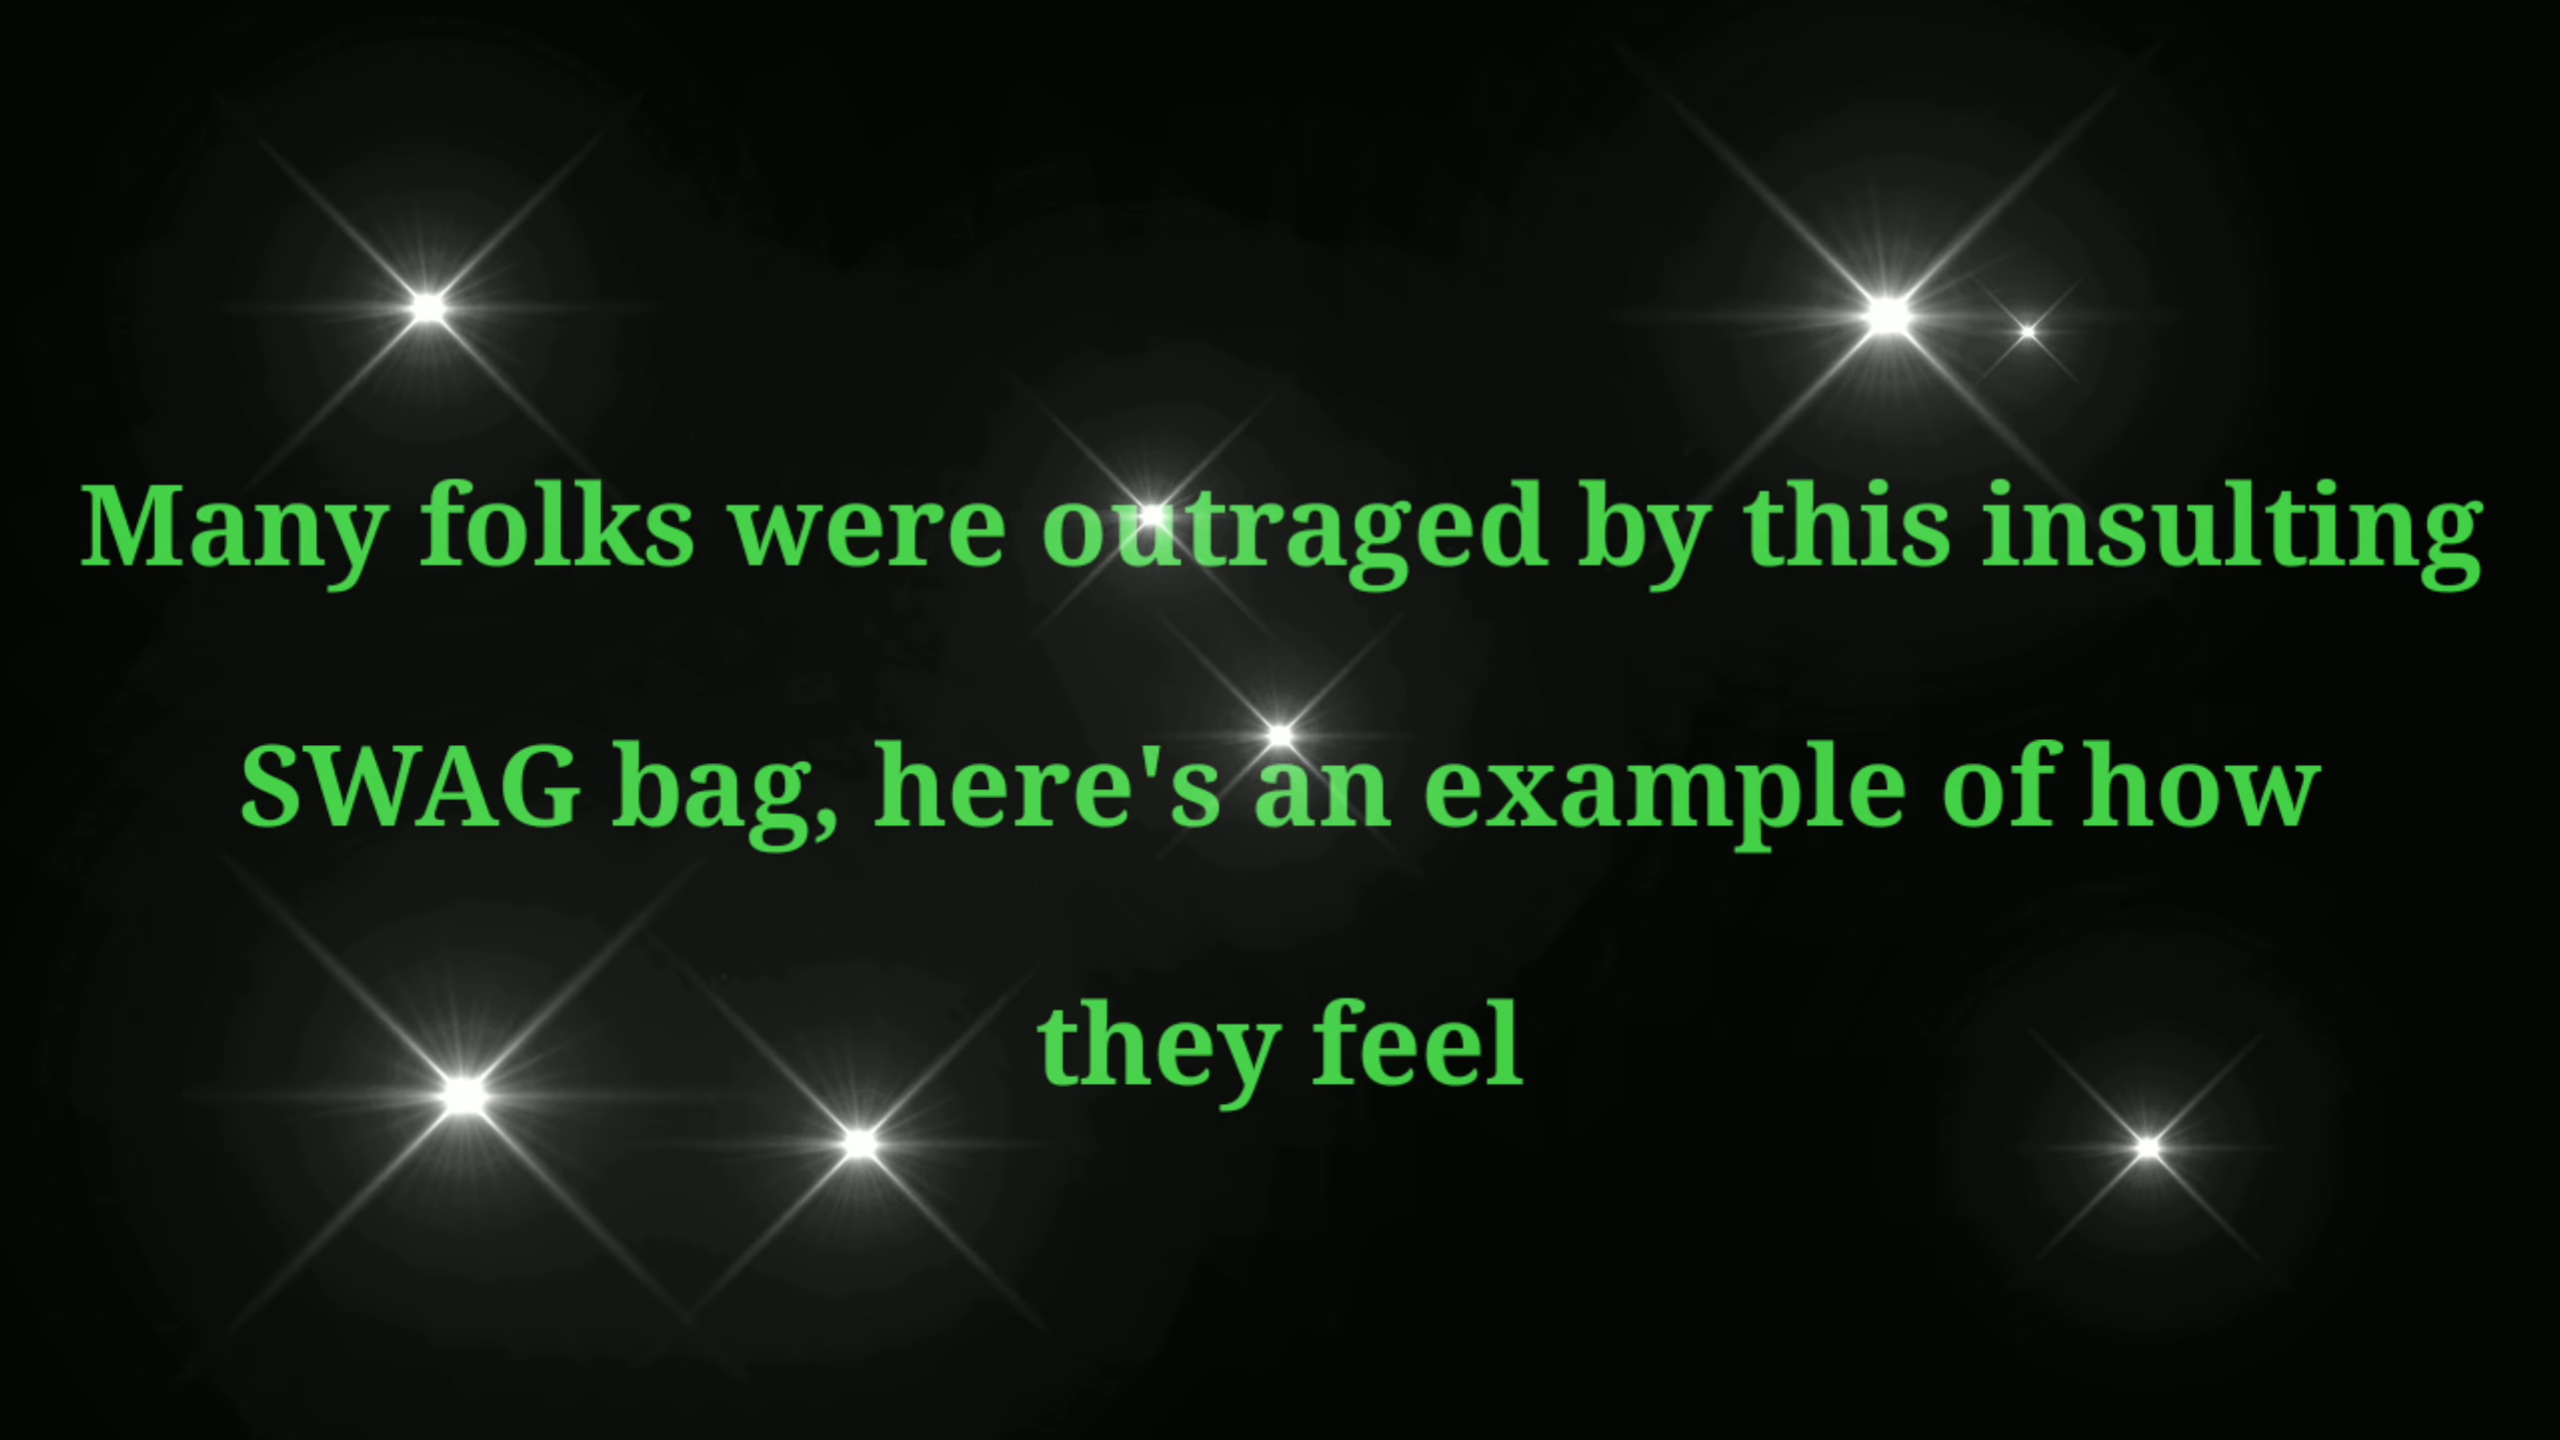 Many folks were outraged by this insulting
SWAG bag, here's an example of how
they feel